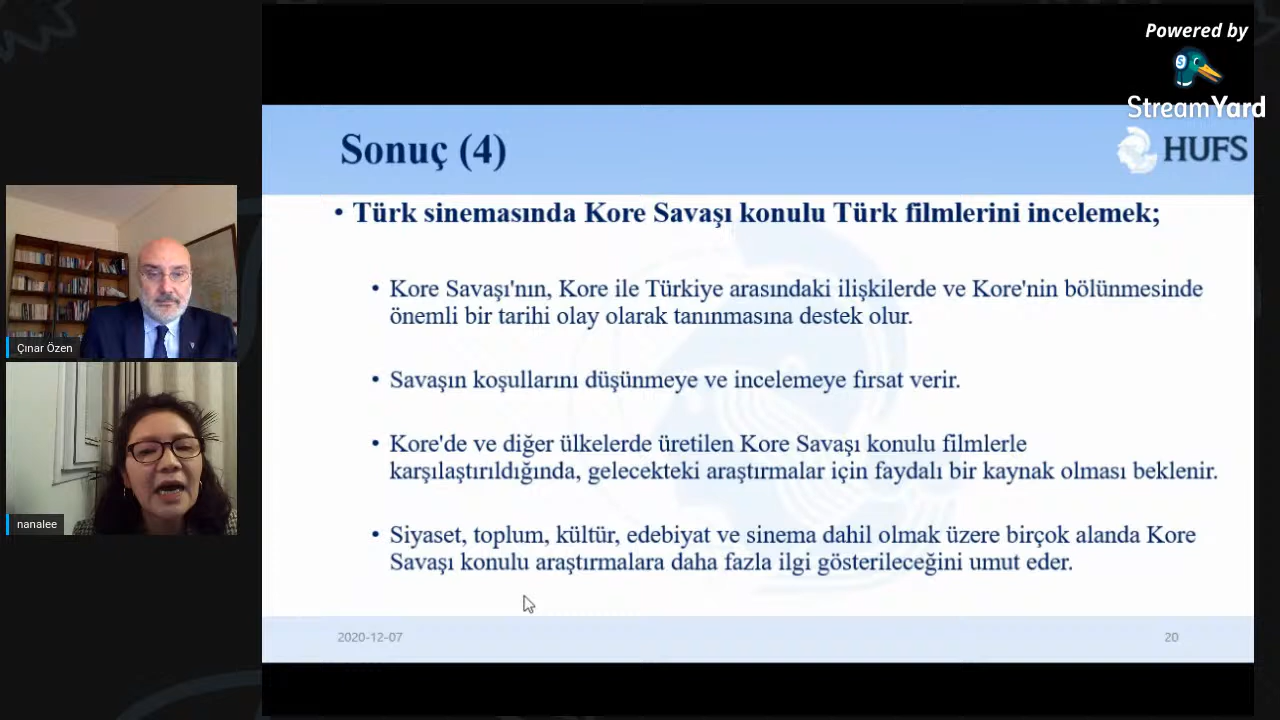 Powered by
StreamYard
Sonuç (4)
HUFS
• Türk sinemasında Kore Savaşı konulu Türk filmlerini incelemek;
• Kore Savaşı'nın, Kore ile Türkiye arasındaki ilişkilerde ve Kore'nin bölünmesinde
önemli bir tarihi olay olarak tanınmasına destek olur.
• Savaşın koşullarını düşünmeye ve incelemeye fırsat verir.
• Kore'de ve diğer ülkelerde üretilen Kore Savaşı konulu filmlerle
karşılaştırıldığında, gelecekteki araştırmalar için faydalı bir kaynak olması beklenir.
• Siyaset, toplum, kültür, edebiyat ve sinema dahil olmak üzere birçok alanda Kore
Savaşı konulu araştırmalara daha fazla ilgi gösterileceğini umut eder.
2020-12-07
20
Çınar Özen
nanalee